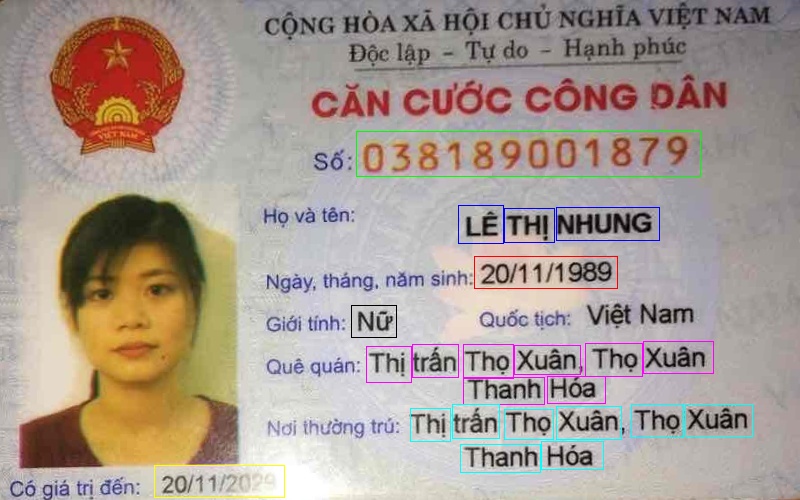 CỘNG HÒA XÃ HỘI CHỦ NGHĨA VIỆT NAM
Độc lập - Tự do - Hạnh phúc
CĂN CƯỚC CÔNG DÂN
Số: 038189001879
Họ và tên: LÊ THỊ NHUNG
Ngày, tháng, năm sinh: 20/11/1989
Giới tính: Nữ Quốc tịch: Việt Nam
Quê quán: Thị trấn Thọ Xuân, Thọ Xuân
Thanh Hóa
Nơi thường trú: Thị trấn Thọ Xuân, Thọ Xuân
Thanh Hóa
Có giá trị đến: 20/11/2029